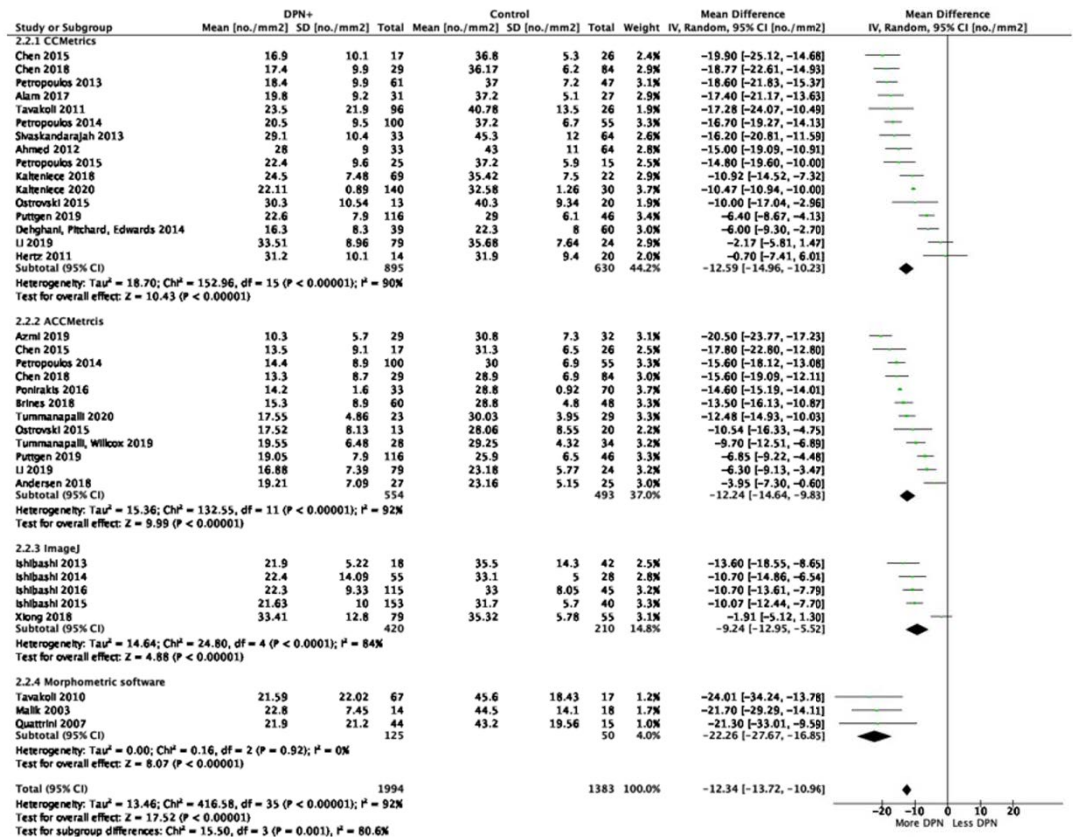 DPN+ Control Mean Difference Mean Difference
Study or Subgroup Mean [no./mm2] SD [no./mm2] Total Mean [no./mm2] SD [no./mm2] Total Weight IV, Random, 95% CI [no./mm2] IV, Random, 95% CI [no./mm2]
2.2.1 CCMetrics
Chen 2015 16.9 10.1 17 36.8 5.3 26 2.4% -19.90 [-25.12, -14.68]
Chen 2018 17.4 9.9 29 36.17 6.2 84 2.9% -18.77 [-22.61, -14.93]
Petropoulos 2013 18.4 9.9 61 37 7.2 47 3.1% -18.60 [-21.83, -15.37]
Alam 2017 19.8 9.2 31 37.2 5.1 27 2.9% -17.40 [-21.17, -13.63]
Tavakoli 2011 23.5 21.9 96 40.78 13.5 26 1.9% -17.28 [-24.07, -10.49]
Petropoulos 2014 20.5 9.5 100 37.2 6.7 55 3.3% -16.70 [-19.27, -14.13]
Sivaskandarajah 2013 29.1 10.4 33 45.3 12 64 2.6% -16.20 [-20.81, -11.59]
Ahmed 2012 28 9 33 43 11 64 2.8% -15.00 [-19.09, -10.91]
Petropoulos 2015 22.4 9.6 25 37.2 5.9 15 2.5% -14.80 [-19.60, -10.00]
Kalteniece 2018 24.5 7.48 69 35.42 7.5 22 2.9% -10.92 [-14.52, -7.32]
Kalteniece 2020 22.11 0.89 140 32.58 1.26 30 3.7% -10.47 [-10.94, -10.00]
Ostrovski 2015 30.3 10.54 13 40.3 9.34 20 1.9% -10.00 [-17.04, -2.96]
Puttgen 2019 22.6 7.9 116 29 6.1 46 3.4% -6.40 [-8.67, -4.13]
Dehghani, Pitchard, Edwards 2014 16.3 8.3 39 22.3 8 60 3.0% -6.00 [-9.30, -2.70]
Li 2019 33.51 8.96 79 35.68 7.64 24 2.9% -2.17 [-5.81, 1.47]
Hertz 2011 31.2 10.1 14 31.9 9.4 20 2.0% -0.70 [-7.41, 6.01]
Subtotal (95% CI) 895 630 44.2% -12.59 [-14.96, -10.23]
Heterogeneity: Tau² = 18.70; Chi² = 152.96, df = 15 (P < 0.00001); I² = 90%
Test for overall effect: Z = 10.43 (P < 0.00001)
2.2.2 ACCMetrcis
Azmi 2019 10.3 5.7 29 30.8 7.3 32 3.1% -20.50 [-23.77, -17.23]
Chen 2015 13.5 9.1 17 31.3 6.5 26 2.5% -17.80 [-22.80, -12.80]
Petropoulos 2014 14.4 8.9 100 30 6.9 55 3.3% -15.60 [-18.12, -13.08]
Chen 2018 13.3 8.7 29 28.9 6.9 84 3.0% -15.60 [-19.09, -12.11]
Ponirakis 2016 14.2 1.6 33 28.8 0.92 70 3.7% -14.60 [-15.19, -14.01]
Brines 2018 15.3 8.9 60 28.8 4.8 48 3.3% -13.50 [-16.13, -10.87]
Tummanapalli 2020 17.55 4.86 23 30.03 3.95 29 3.3% -12.48 [-14.93, -10.03]
Ostrovski 2015 17.52 8.13 13 28.06 8.55 20 2.2% -10.54 [-16.33, -4.75]
Tummanapalli, Willcox 2019 19.55 6.48 28 29.25 4.32 34 3.2% -9.70 [-12.51, -6.89]
Puttgen 2019 19.05 7.9 116 25.9 6.5 46 3.4% -6.85 [-9.22, -4.48]
Li 2019 16.88 7.39 79 23.18 5.77 24 3.2% -6.30 [-9.13, -3.47]
Andersen 2018 19.21 7.09 27 23.16 5.15 25 3.0% -3.95 [-7.30, -0.60]
Subtotal (95% CI) 554 493 37.0% -12.24 [-14.64, -9.83]
Heterogeneity: Tau² = 15.36; Chi² = 132.55, df = 11 (P < 0.00001); I² = 92%
Test for overall effect: Z = 9.99 (P < 0.00001)
2.2.3 ImageJ
Ishibashi 2013 21.9 5.22 18 35.5 14.3 42 2.5% -13.60 [-18.55, -8.65]
Ishibashi 2014 22.4 14.09 55 33.1 5 28 2.8% -10.70 [-14.86, -6.54]
Ishibashi 2016 22.3 9.33 115 33 8.05 45 3.2% -10.70 [-13.61, -7.79]
Ishibashi 2015 21.63 10 153 31.7 5.7 40 3.3% -10.07 [-12.44, -7.70]
Xiong 2018 33.41 12.8 79 35.32 5.78 55 3.1% -1.91 [-5.12, 1.30]
Subtotal (95% CI) 420 210 14.8% -9.24 [-12.95, -5.52]
Heterogeneity: Tau² = 14.64; Chi² = 24.80, df = 4 (P < 0.0001); I² = 84%
Test for overall effect: Z = 4.88 (P < 0.00001)
2.2.4 Morphometric software
Tavakoli 2010 21.59 22.02 67 45.6 18.43 17 1.2% -24.01 [-34.24, -13.78]
Malik 2003 22.8 7.45 14 44.5 14.1 18 1.7% -21.70 [-29.29, -14.11]
Quattrini 2007 21.9 21.2 44 43.2 19.56 15 1.0% -21.30 [-33.01, -9.59]
Subtotal (95% CI) 125 50 4.0% -22.26 [-27.67, -16.85]
Heterogeneity: Tau² = 0.00; Chi² = 0.16, df = 2 (P = 0.92); I² = 0%
Test for overall effect: Z = 8.07 (P < 0.00001)
Total (95% CI) 1994 1383 100.0% -12.34 [-13.72, -10.96]
Heterogeneity: Tau² = 13.46; Chi² = 416.58, df = 35 (P < 0.00001); I² = 92%
Test for overall effect: Z = 17.52 (P < 0.00001)
Test for subgroup differences: Chi² = 15.50, df = 3 (P = 0.001), I² = 80.6%
-20 -10 0 10 20
More DPN Less DPN